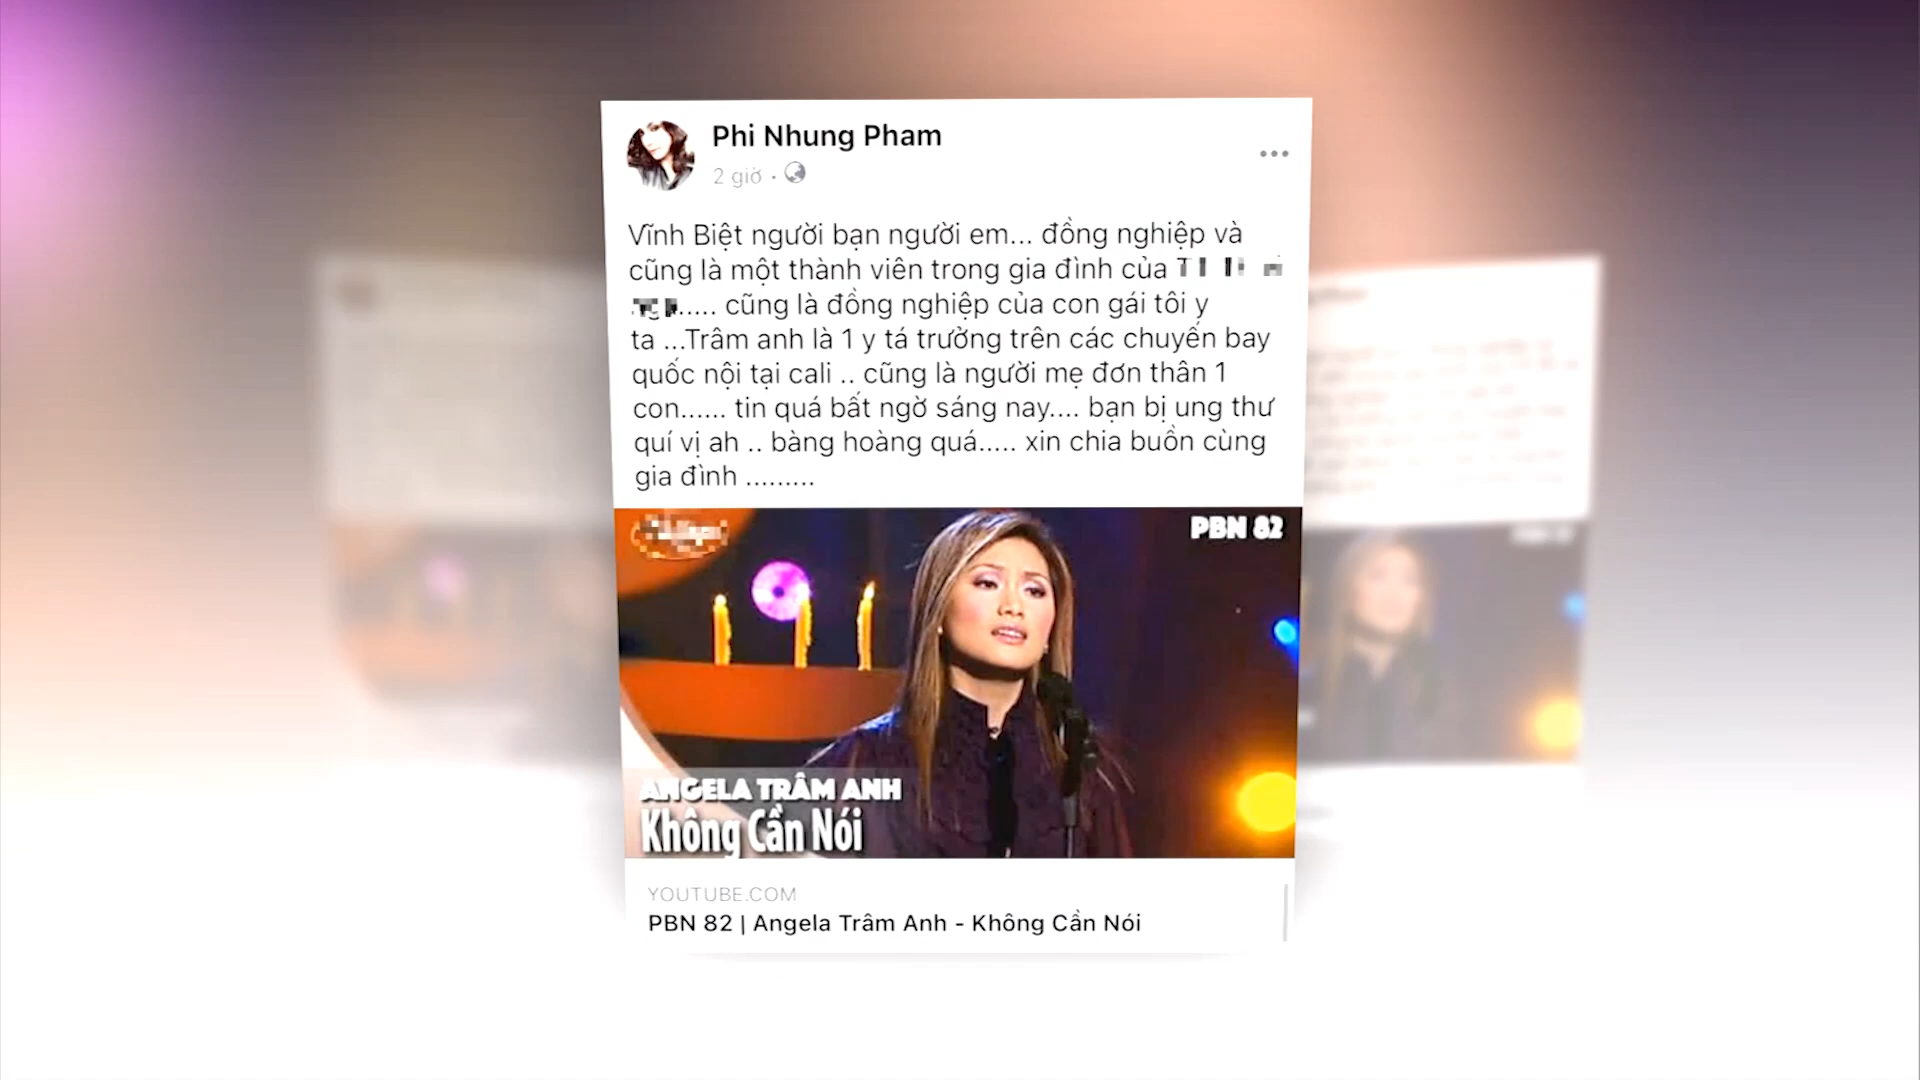 Phi Nhung Pham
2 giờ ·
Vĩnh Biệt người bạn người em... đồng nghiệp và
cũng là một thành viên trong gia đình của
..... cũng là đồng nghiệp của con gái tôi y
ta ...Trâm anh là 1 y tá trưởng trên các chuyến bay
quốc nội tại cali .. cũng là người mẹ đơn thân 1
con...... tin quá bất ngờ sáng nay.... bạn bị ung thư
quí vị ah .. bàng hoàng quá..... xin chia buồn cùng
gia đình .........
PBN 82
ANGELA TRÂM ANH
Không Cần Nói
YOUTUBE.COM
PBN 82 | Angela Trâm Anh - Không Cần Nói